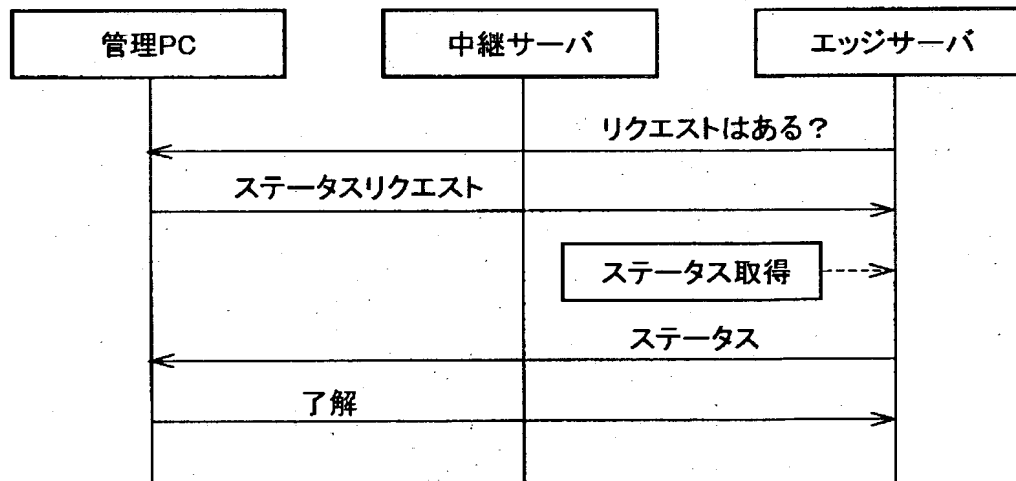 管理PC
中継サーバ
エッジサーバ
リクエストはある?
ステータスリクエスト
ステータス取得
ステータス
了解